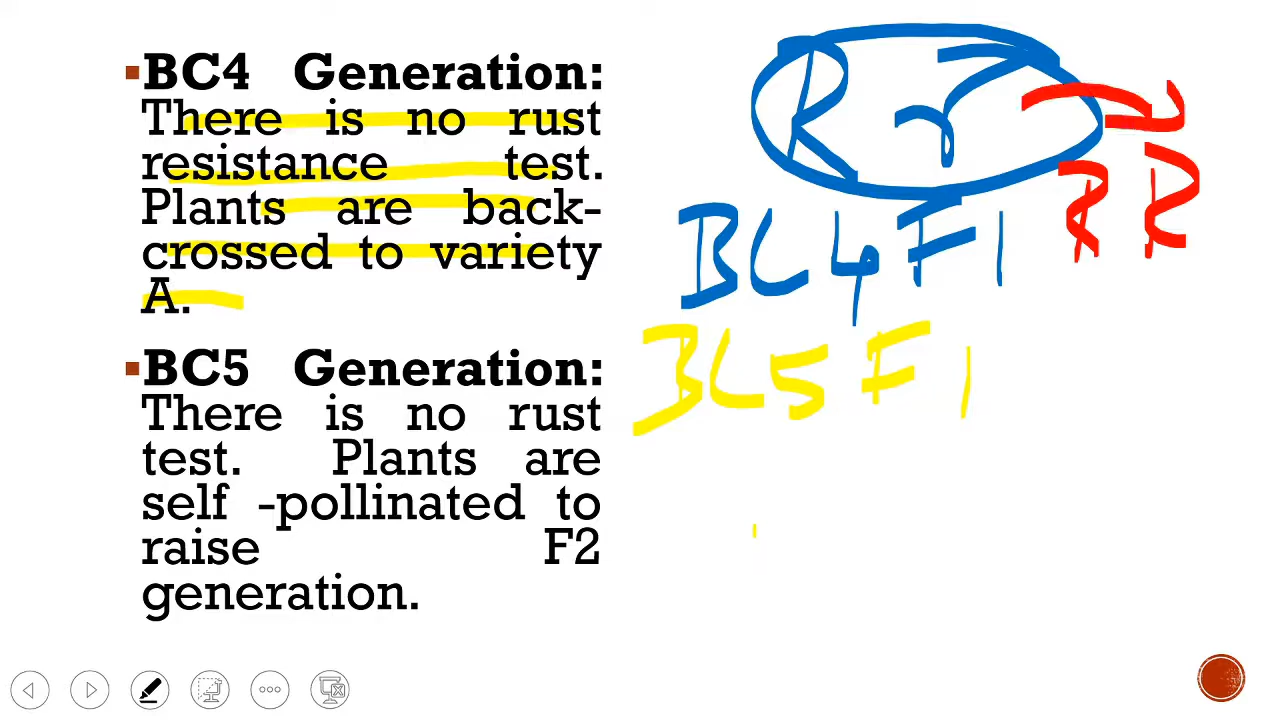 BC4 Generation:
There is no rust
resistance test.
Plants are back-
crossed to variety
A.
BC5 Generation:
There is no rust
test. Plants are
self -pollinated to
raise F2
generation.
R ?
RR
BC4F1
BC5F1